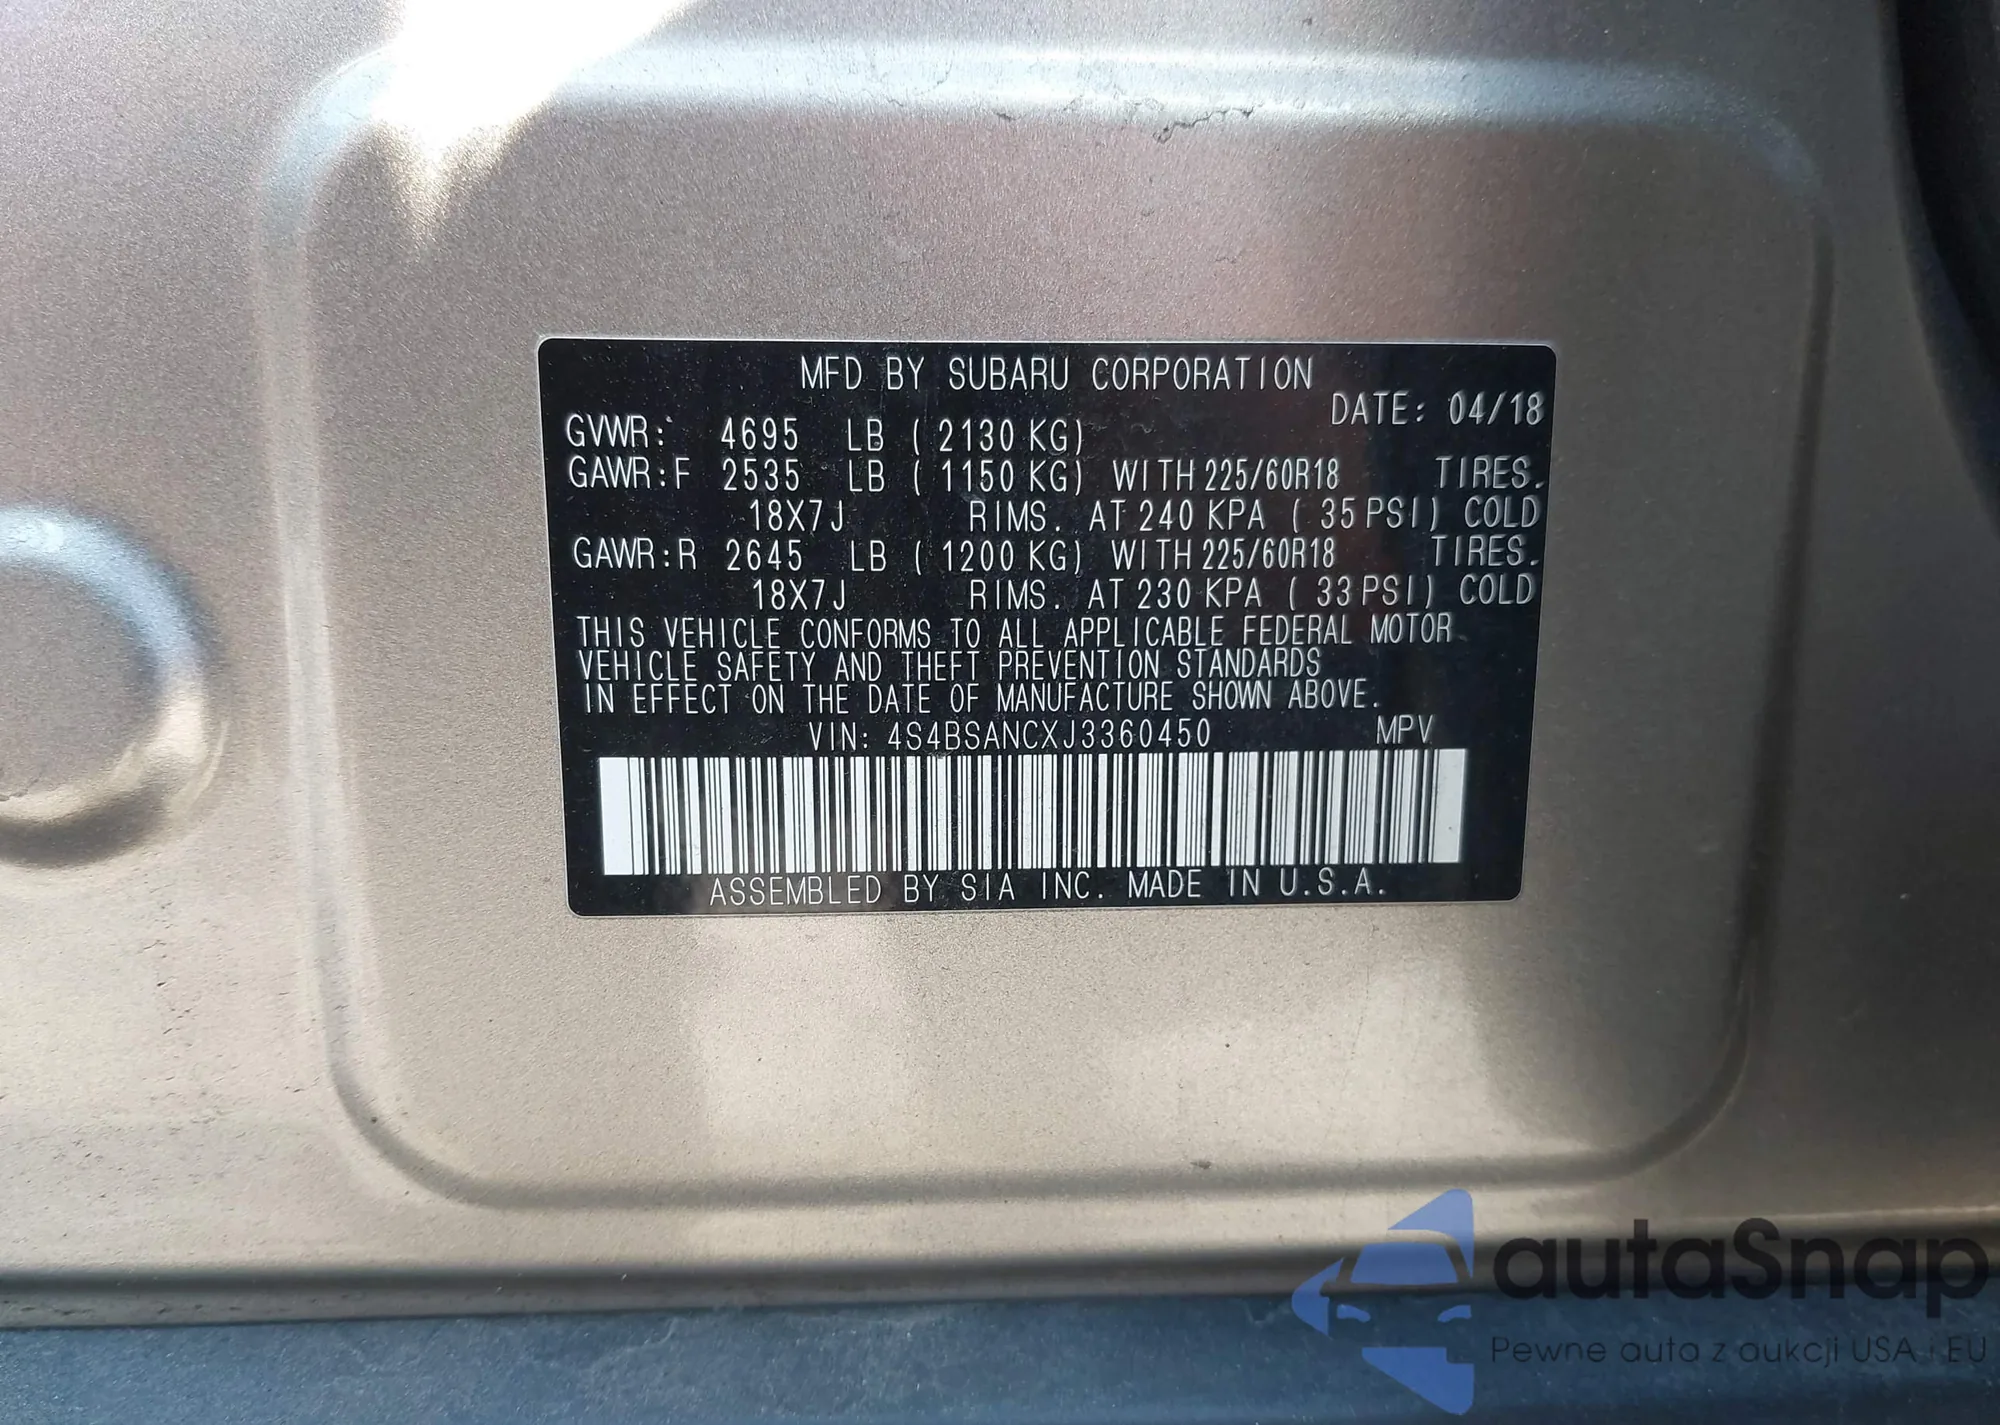 MFD BY SUBARU CORPORATION
DATE: 04/18
GVWR: 4695 LB ( 2130 KG)
GAWR:F 2535 LB ( 1150 KG) WITH 225/60R18 TIRES.
18X7J RIMS. AT 240 KPA ( 35 PSI) COLD
GAWR:R 2645 LB ( 1200 KG) WITH 225/60R18 TIRES.
18X7J RIMS. AT 230 KPA ( 33 PSI) COLD
THIS VEHICLE CONFORMS TO ALL APPLICABLE FEDERAL MOTOR
VEHICLE SAFETY AND THEFT PREVENTION STANDARDS
IN EFFECT ON THE DATE OF MANUFACTURE SHOWN ABOVE.
VIN: 4S4BSANCXJ3360450 MPV
ASSEMBLED BY SIA INC. MADE IN U.S.A.
autaSnap
Pewne auta z aukcji USA i EU